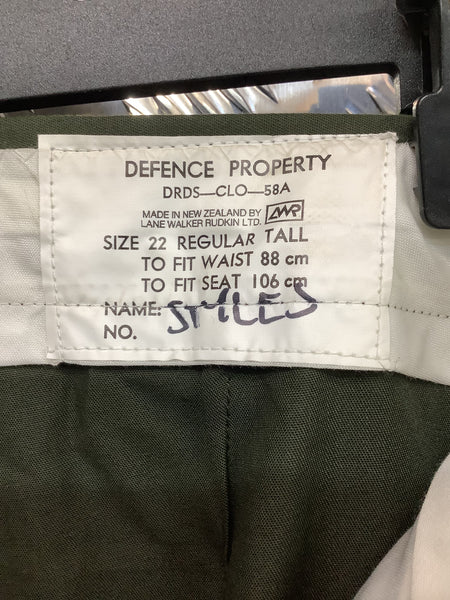 DEFENCE PROPERTY
DRDS—CLO—58A
MADE IN NEW ZEALAND BY
LANE WALKER RUDKIN LTD. LWR
SIZE 22 REGULAR TALL
TO FIT WAIST 88 cm
TO FIT SEAT 106 cm
NAME: STYLES
NO.